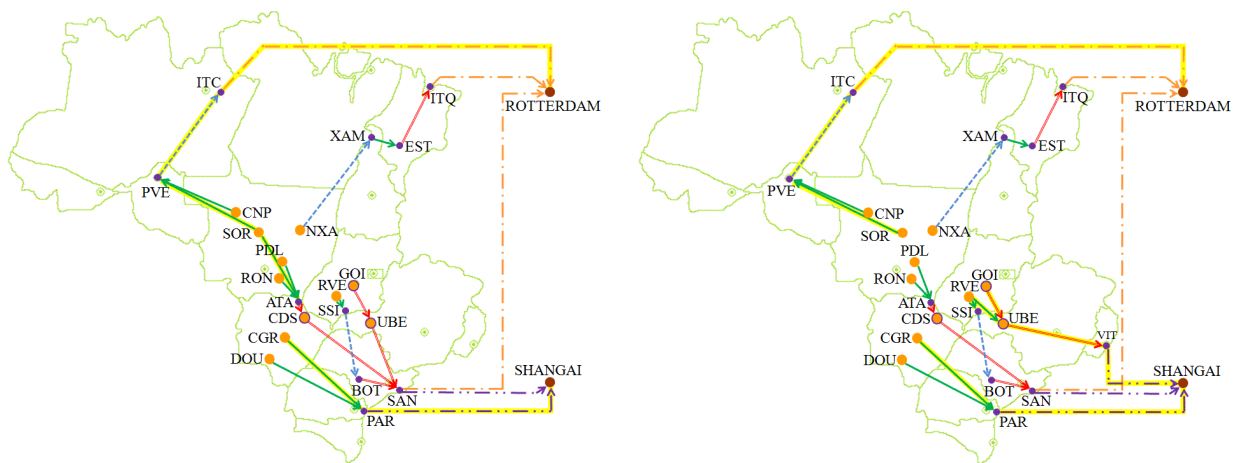 ITC
ITQ
ROTTERDAM
XAM
EST
PVE
CNP
SOR
NXA
PDL
RON
GOI
RVE
ATA
SSI
CDS
UBE
CGR
DOU
BOT
SAN
SHANGAI
PAR
ITC
ITQ
ROTTERDAM
XAM
EST
PVE
CNP
SOR
NXA
PDL
RON
GOI
RVE
ATA
SSI
CDS
UBE
CGR
VIT
DOU
BOT
SAN
SHANGAI
PAR